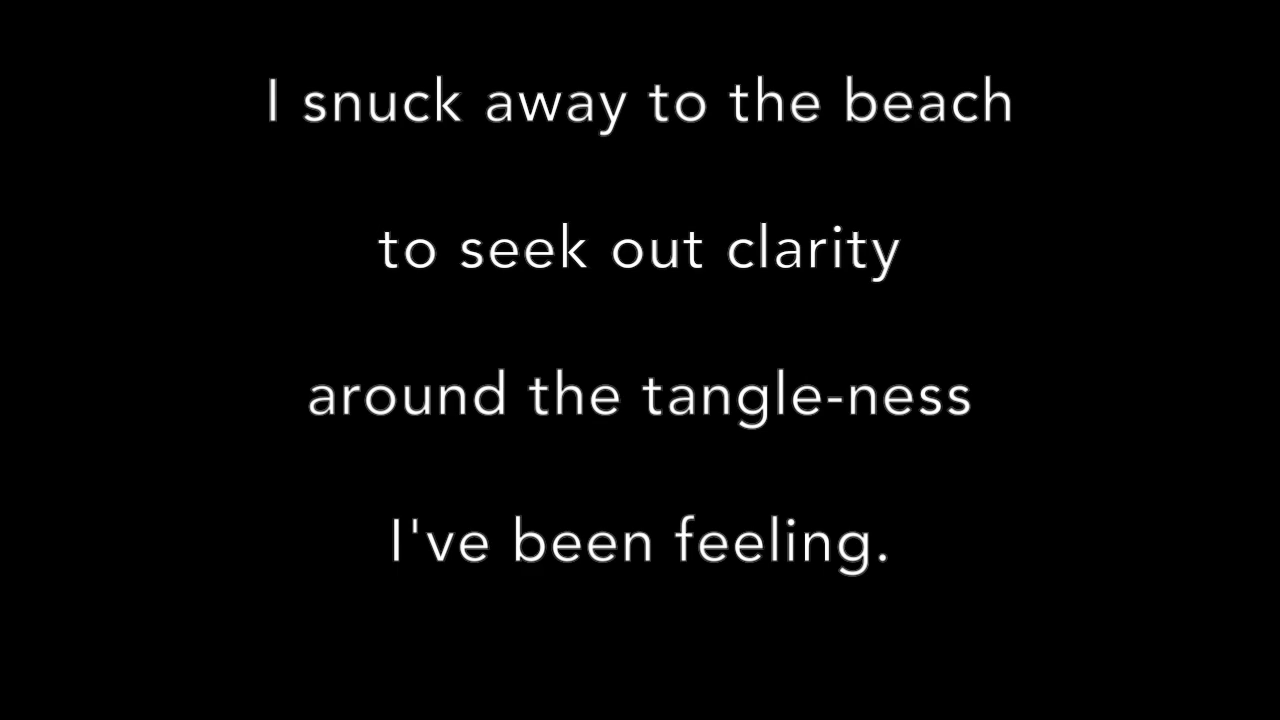 I snuck away to the beach
to seek out clarity
around the tangle-ness
I've been feeling.